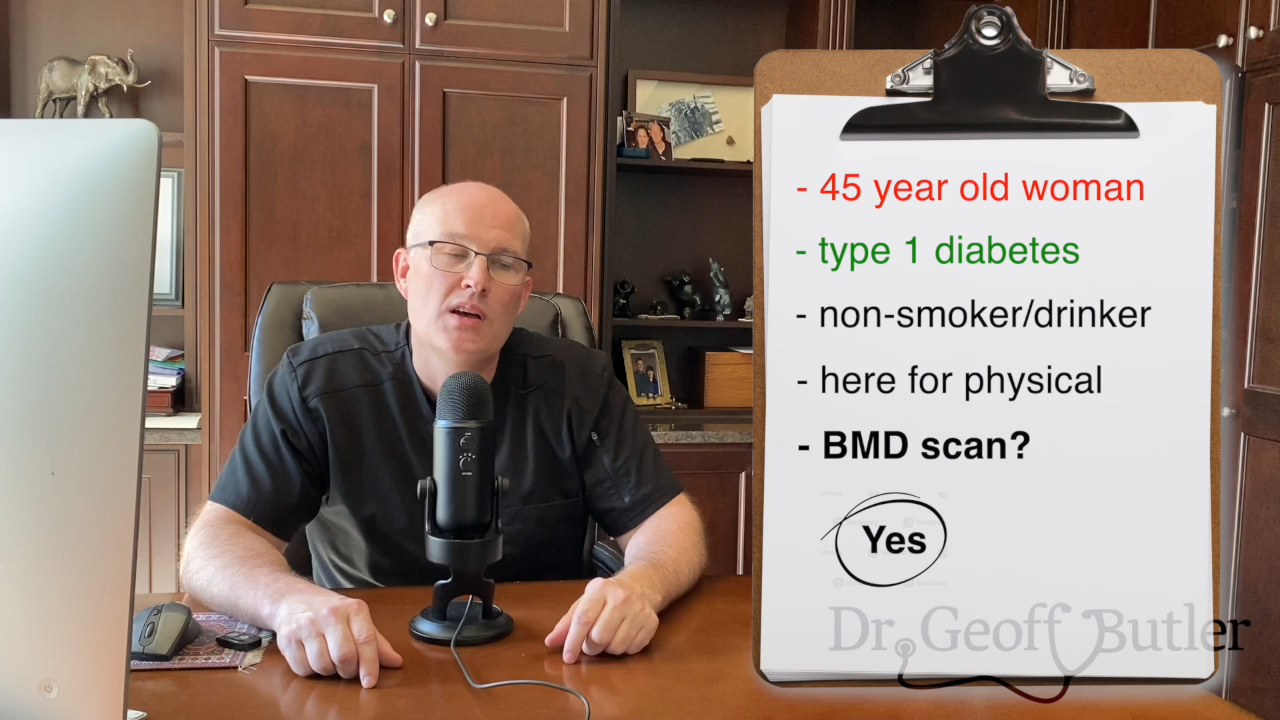 - 45 year old woman
- type 1 diabetes
- non-smoker/drinker
- here for physical
- BMD scan?
Yes
Dr. Geoff Butler